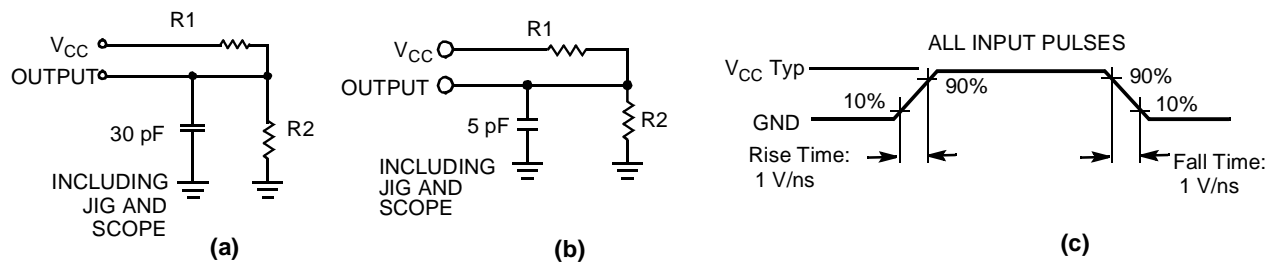 R1
VCC
OUTPUT
30 pF
R2
INCLUDING
JIG AND
SCOPE
(a)
R1
VCC
OUTPUT
5 pF
R2
INCLUDING
JIG AND
SCOPE
(b)
ALL INPUT PULSES
VCC Typ
10%
90%
90%
10%
GND
Rise Time:
1 V/ns
Fall Time:
1 V/ns
(c)